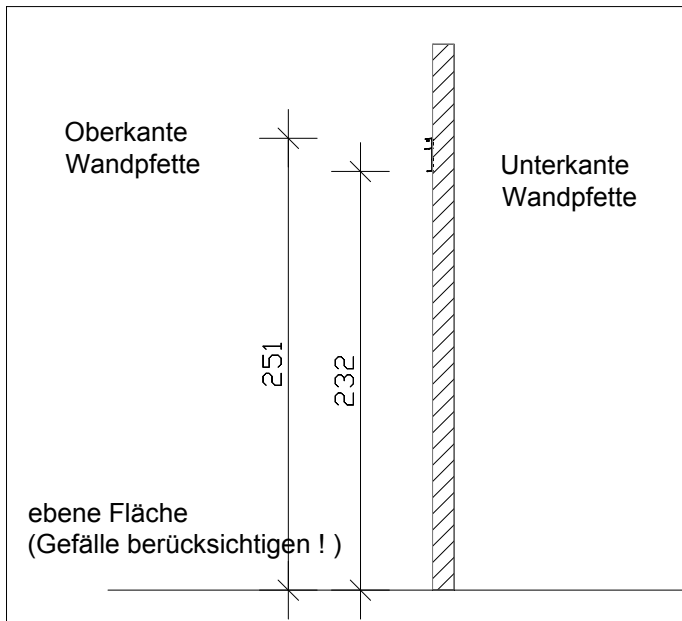 Oberkante
Wandpfette
Unterkante
Wandpfette
251
232
ebene Fläche
(Gefälle berücksichtigen ! )